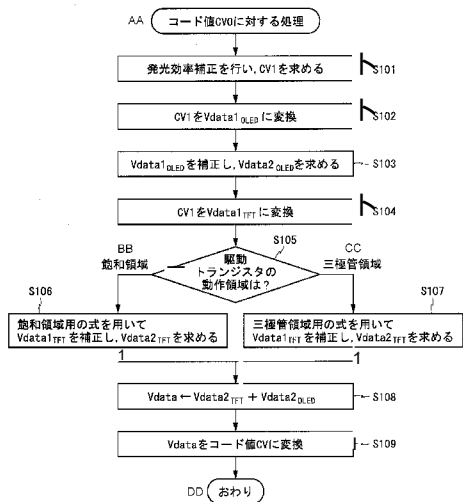 AA コード値CV0に対する処理
発光効率補正を行い,CV1を求める S101
CV1をVdata1OLEDに変換 S102
Vdata1OLEDを補正し,Vdata2OLEDを求める S103
CV1をVdata1TFTに変換 S104
S105
駆動
トランジスタの
動作領域は?
BB
飽和領域
CC
三極管領域
S106
飽和領域用の式を用いて
Vdata1TFTを補正し,Vdata2TFTを求める
1
S107
三極管領域用の式を用いて
Vdata1TFTを補正し,Vdata2TFTを求める
1
Vdata ← Vdata2TFT + Vdata2OLED S108
Vdataをコード値CVに変換 S109
DD おわり